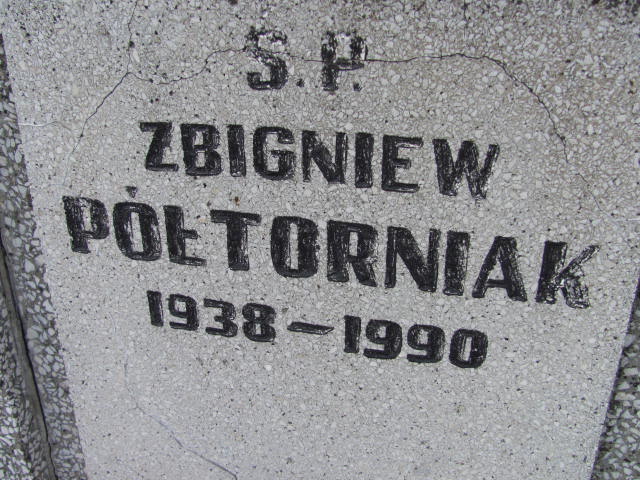 S.P.
ZBIGNIEW
PÓŁTORNIAK
1938-1990